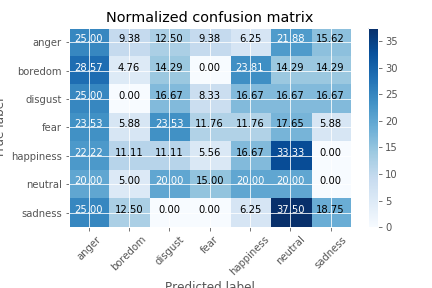 Normalized confusion matrix
anger 25.00 9.38 12.50 9.38 6.25 21.88 15.62
boredom 28.57 4.76 14.29 0.00 23.81 14.29 14.29
disgust 25.00 0.00 16.67 8.33 16.67 16.67 16.67
fear 23.53 5.88 23.53 11.76 11.76 17.65 5.88
happiness 22.22 11.11 11.11 5.56 16.67 33.33 0.00
neutral 20.00 5.00 20.00 15.00 20.00 20.00 0.00
sadness 25.00 12.50 0.00 0.00 6.25 37.50 18.75
anger boredom disgust fear happiness neutral sadness
Predicted label
True label
35
30
25
20
15
10
5
0